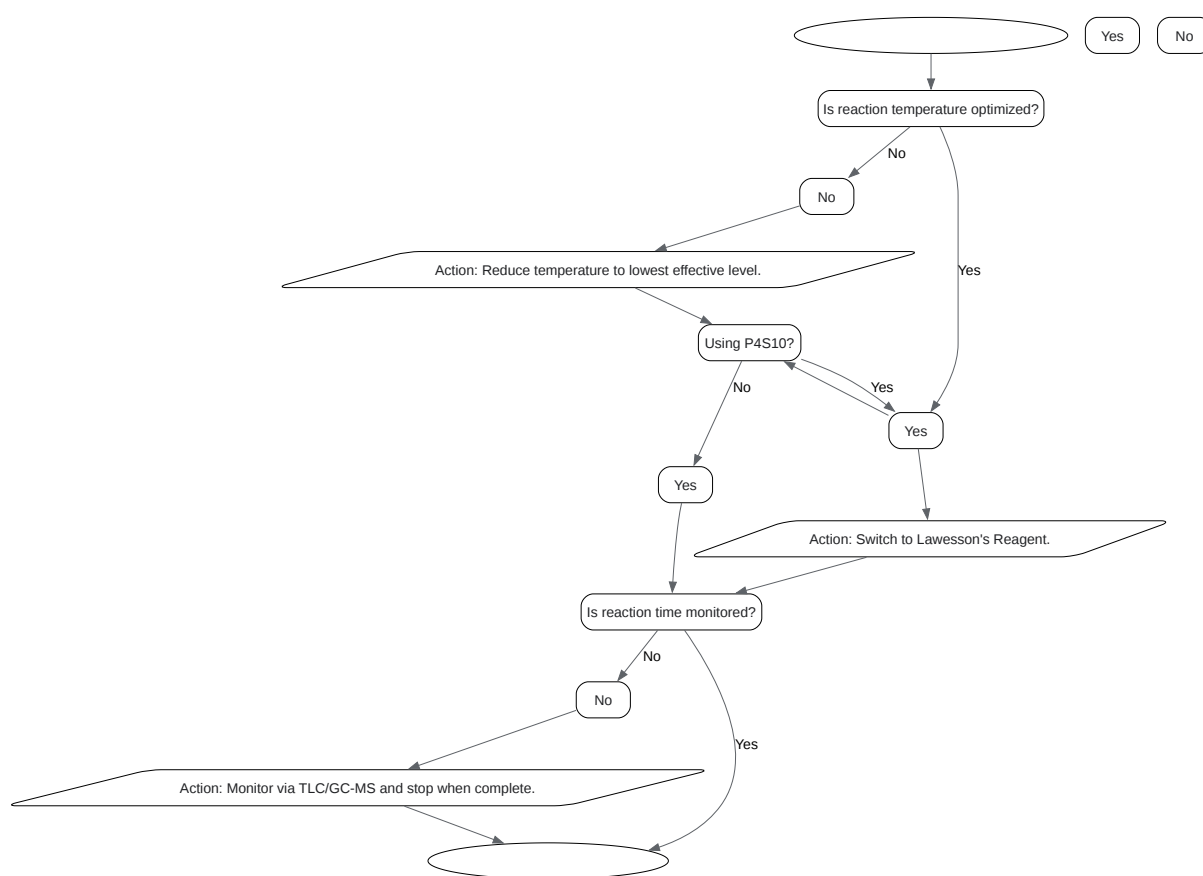 Yes
No
Is reaction temperature optimized?
No
No
Action: Reduce temperature to lowest effective level.
Yes
Using P4S10?
No
Yes
Yes
Yes
Action: Switch to Lawesson's Reagent.
Is reaction time monitored?
No
No
Yes
Action: Monitor via TLC/GC-MS and stop when complete.